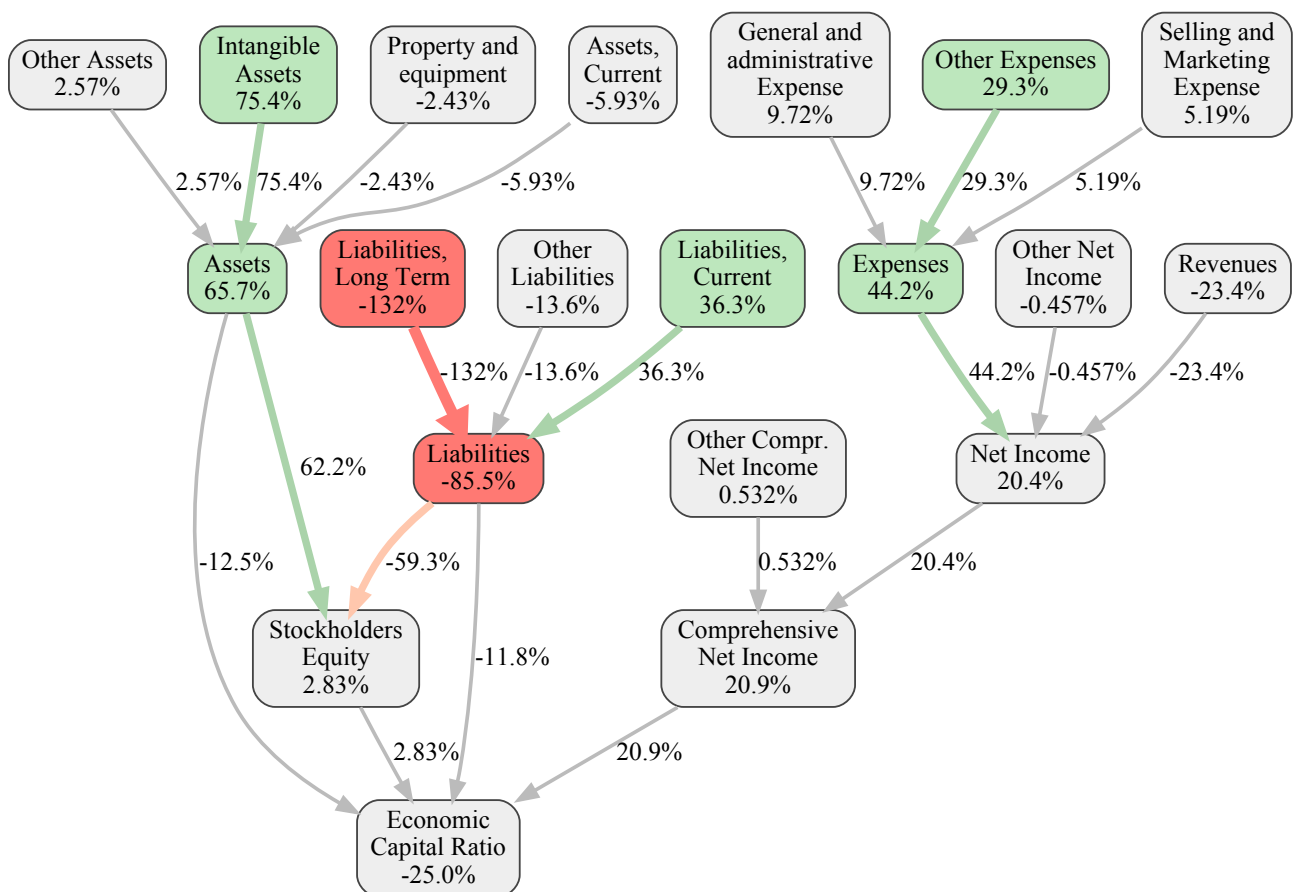 Other Assets
2.57%
Intangible
Assets
75.4%
Property and
equipment
-2.43%
Assets,
Current
-5.93%
General and
administrative
Expense
9.72%
Other Expenses
29.3%
Selling and
Marketing
Expense
5.19%
2.57%
75.4%
-2.43%
-5.93%
9.72%
29.3%
5.19%
Assets
65.7%
Liabilities,
Long Term
-132%
Other
Liabilities
-13.6%
Liabilities,
Current
36.3%
Expenses
44.2%
Other Net
Income
-0.457%
Revenues
-23.4%
-132%
-13.6%
36.3%
44.2%
-0.457%
-23.4%
62.2%
Liabilities
-85.5%
Other Compr.
Net Income
0.532%
Net Income
20.4%
-12.5%
-59.3%
0.532%
20.4%
Stockholders
Equity
2.83%
-11.8%
Comprehensive
Net Income
20.9%
2.83%
20.9%
Economic
Capital Ratio
-25.0%